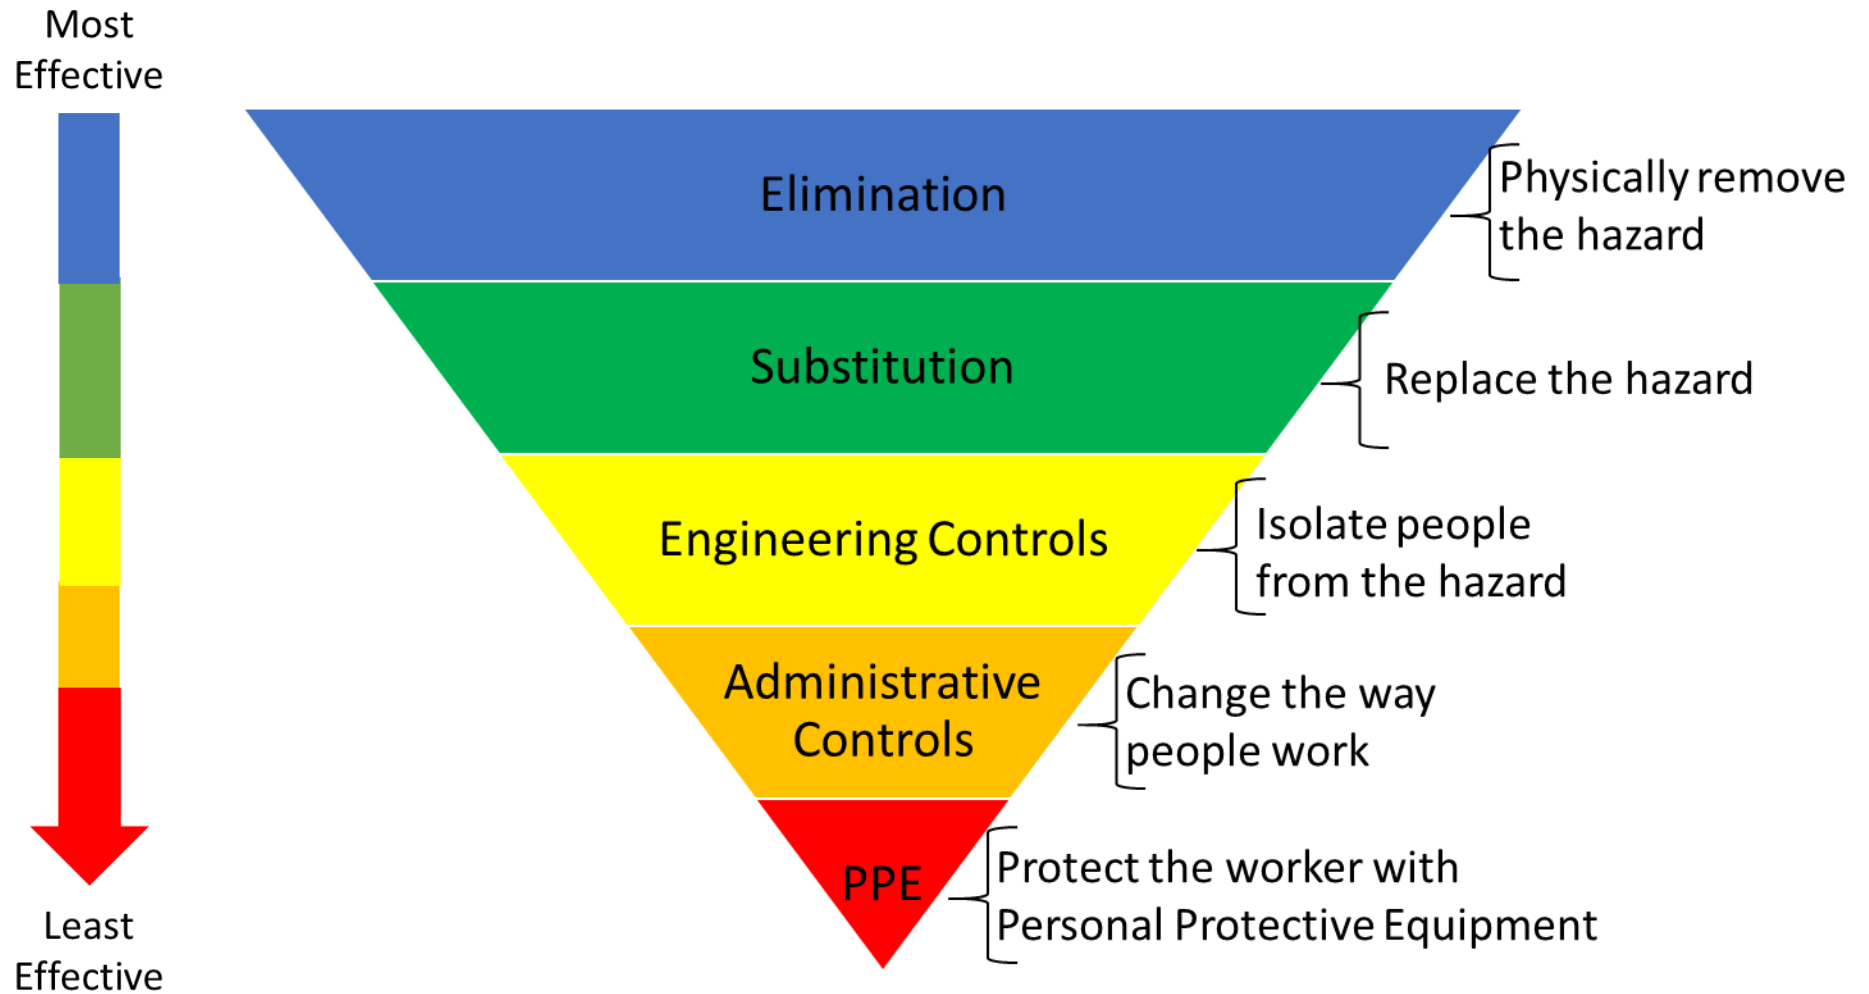 Most
Effective
Elimination
Physically remove
the hazard
Substitution
Replace the hazard
Engineering Controls
Isolate people
from the hazard
Administrative
Controls
Change the way
people work
PPE
Protect the worker with
Personal Protective Equipment
Least
Effective